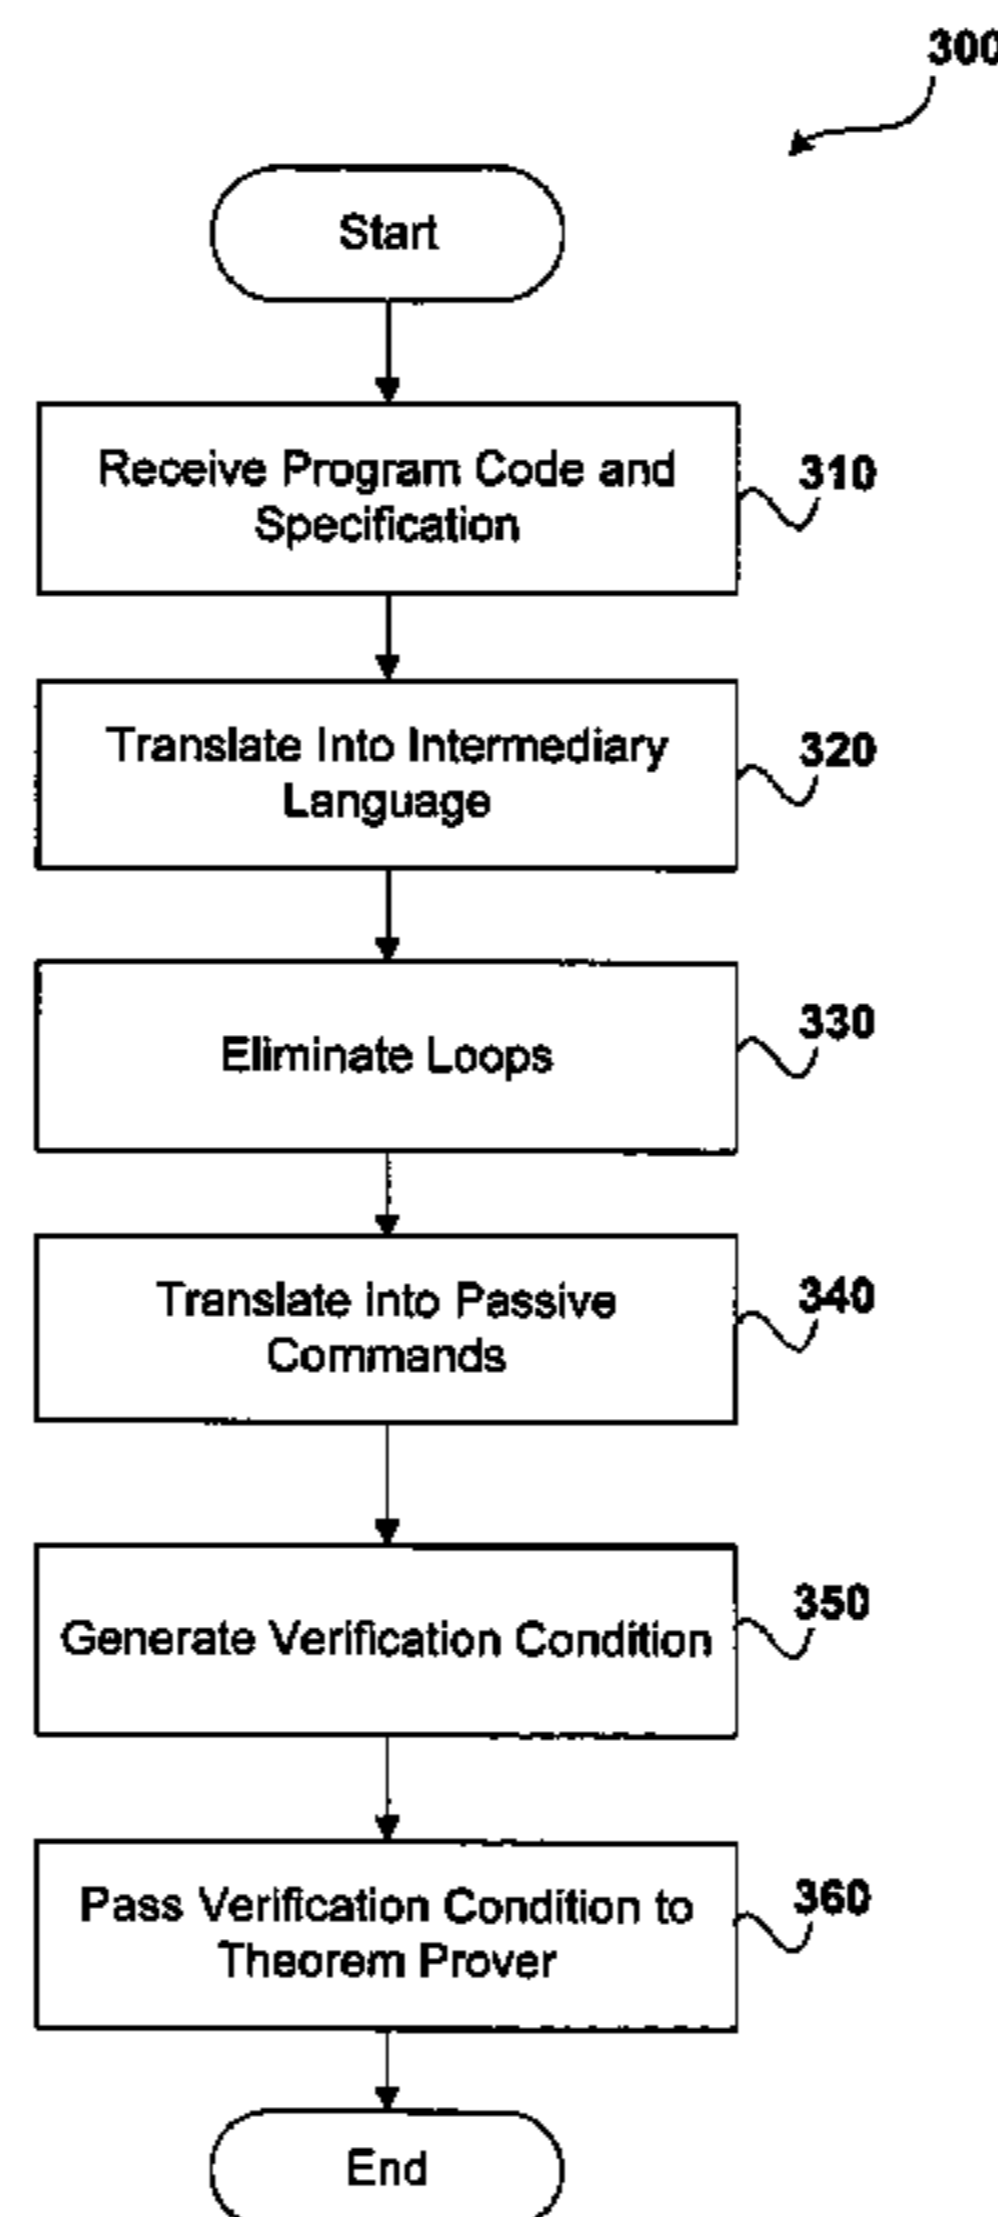 300
Start
Receive Program Code and
Specification
310
Translate Into Intermediary
Language
320
Eliminate Loops
330
Translate into Passive
Commands
340
Generate Verification Condition
350
Pass Verification Condition to
Theorem Prover
360
End